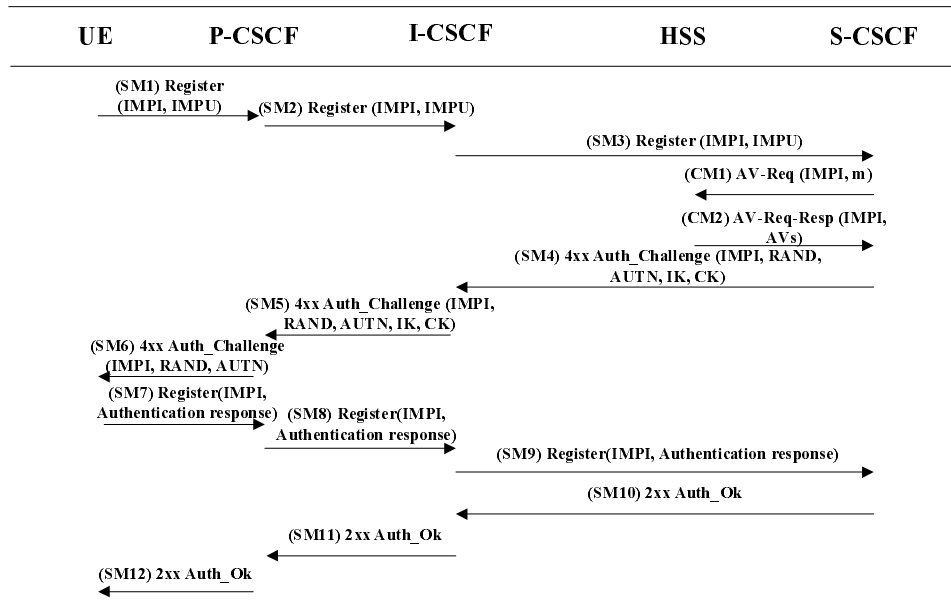 UE P-CSCF I-CSCF HSS S-CSCF
(SM1) Register
(IMPI, IMPU)
(SM2) Register (IMPI, IMPU)
(SM3) Register (IMPI, IMPU)
(CM1) AV-Req (IMPI, m)
(CM2) AV-Req-Resp (IMPI,
AVs)
(SM4) 4xx Auth_Challenge (IMPI, RAND,
AUTN, IK, CK)
(SM5) 4xx Auth_Challenge (IMPI,
RAND, AUTN, IK, CK)
(SM6) 4xx Auth_Challenge
(IMPI, RAND, AUTN)
(SM7) Register(IMPI,
Authentication response)
(SM8) Register(IMPI,
Authentication response)
(SM9) Register(IMPI, Authentication response)
(SM10) 2xx Auth_Ok
(SM11) 2xx Auth_Ok
(SM12) 2xx Auth_Ok